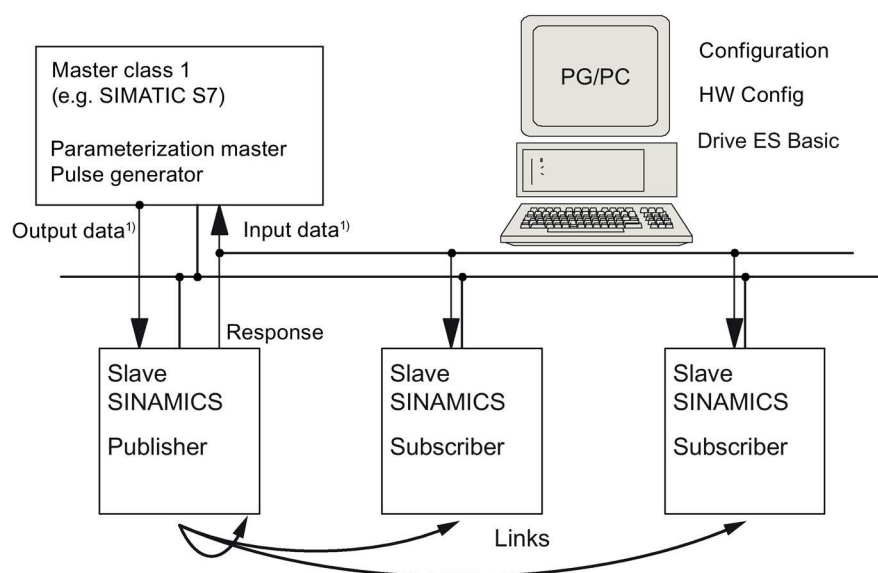 Master class 1
(e.g. SIMATIC S7)
Parameterization master
Pulse generator
PG/PC
Configuration
HW Config
Drive ES Basic
Output data¹⁾
Input data¹⁾
Response
Slave
SINAMICS
Publisher
Slave
SINAMICS
Subscriber
Slave
SINAMICS
Subscriber
Links